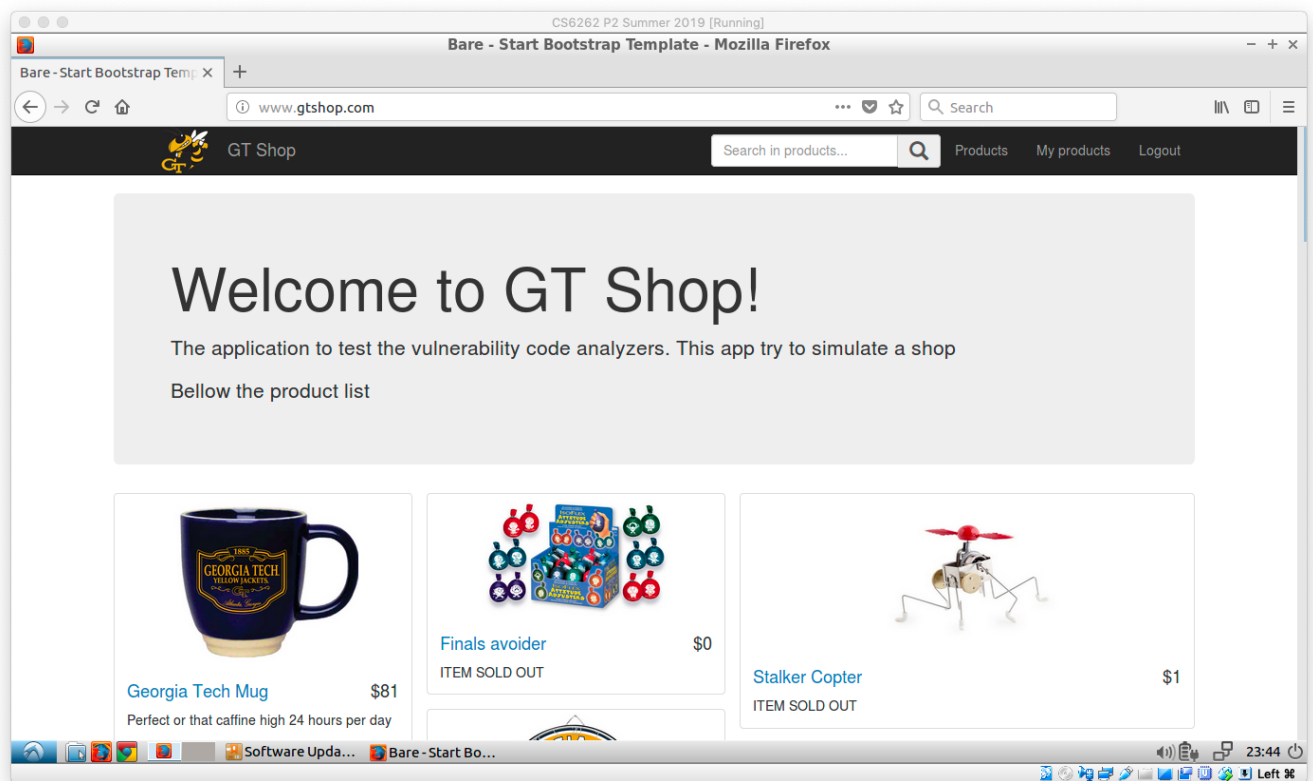 CS6262 P2 Summer 2019 [Running]
Bare - Start Bootstrap Template - Mozilla Firefox
Bare - Start Bootstrap Temp
www.gtshop.com
Search
GT
GT Shop
Search in products...
Products
My products
Logout
Welcome to GT Shop!
The application to test the vulnerability code analyzers. This app try to simulate a shop
Bellow the product list
1885
GEORGIA TECH
YELLOW JACKETS
Atlanta, Georgia
Georgia Tech Mug
$81
Perfect or that caffine high 24 hours per day
Finals avoider
$0
ITEM SOLD OUT
Stalker Copter
$1
ITEM SOLD OUT
Software Upda...
Bare - Start Bo...
23:44
Left ⌘